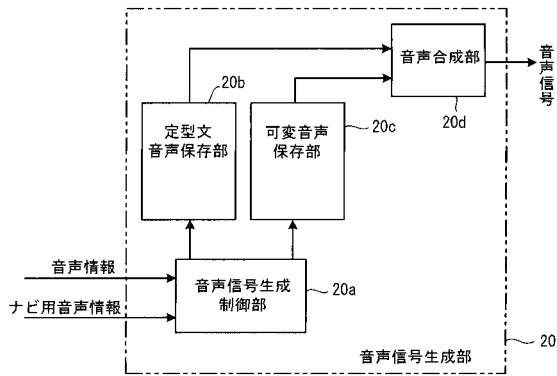 音声合成部
20d
音声信号
20b
定型文
音声保存部
可変音声
保存部
20c
音声情報
ナビ用音声情報
音声信号生成
制御部
20a
音声信号生成部
20